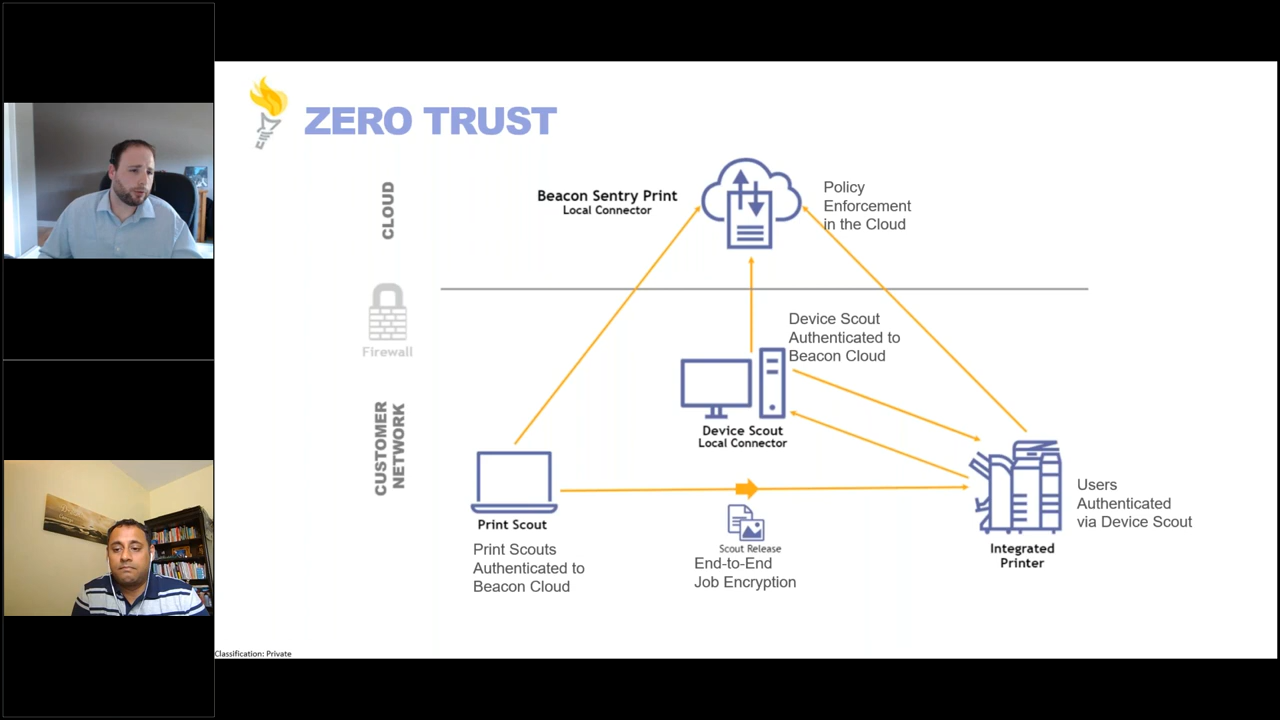 ZERO TRUST
CLOUD
Beacon Sentry Print
Local Connector
Policy
Enforcement
in the Cloud
Firewall
Device Scout
Authenticated to
Beacon Cloud
CUSTOMER
NETWORK
Device Scout
Local Connector
Print Scout
Print Scouts
Authenticated to
Beacon Cloud
Scout Release
End-to-End
Job Encryption
Users
Authenticated
via Device Scout
Integrated
Printer
Classification: Private